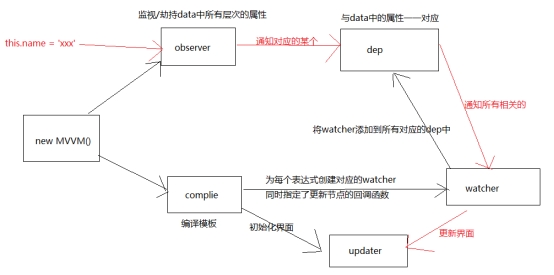 监视/劫持data中所有层次的属性
与data中的属性一一对应
this.name = 'xxx'
observer
通知对应的某个
dep
通知所有相关的
将watcher添加到所有对应的dep中
new MVVM()
complie
为每个表达式创建对应的watcher
同时指定了更新节点的回调函数
watcher
编译模板
初始化界面
更新界面
updater